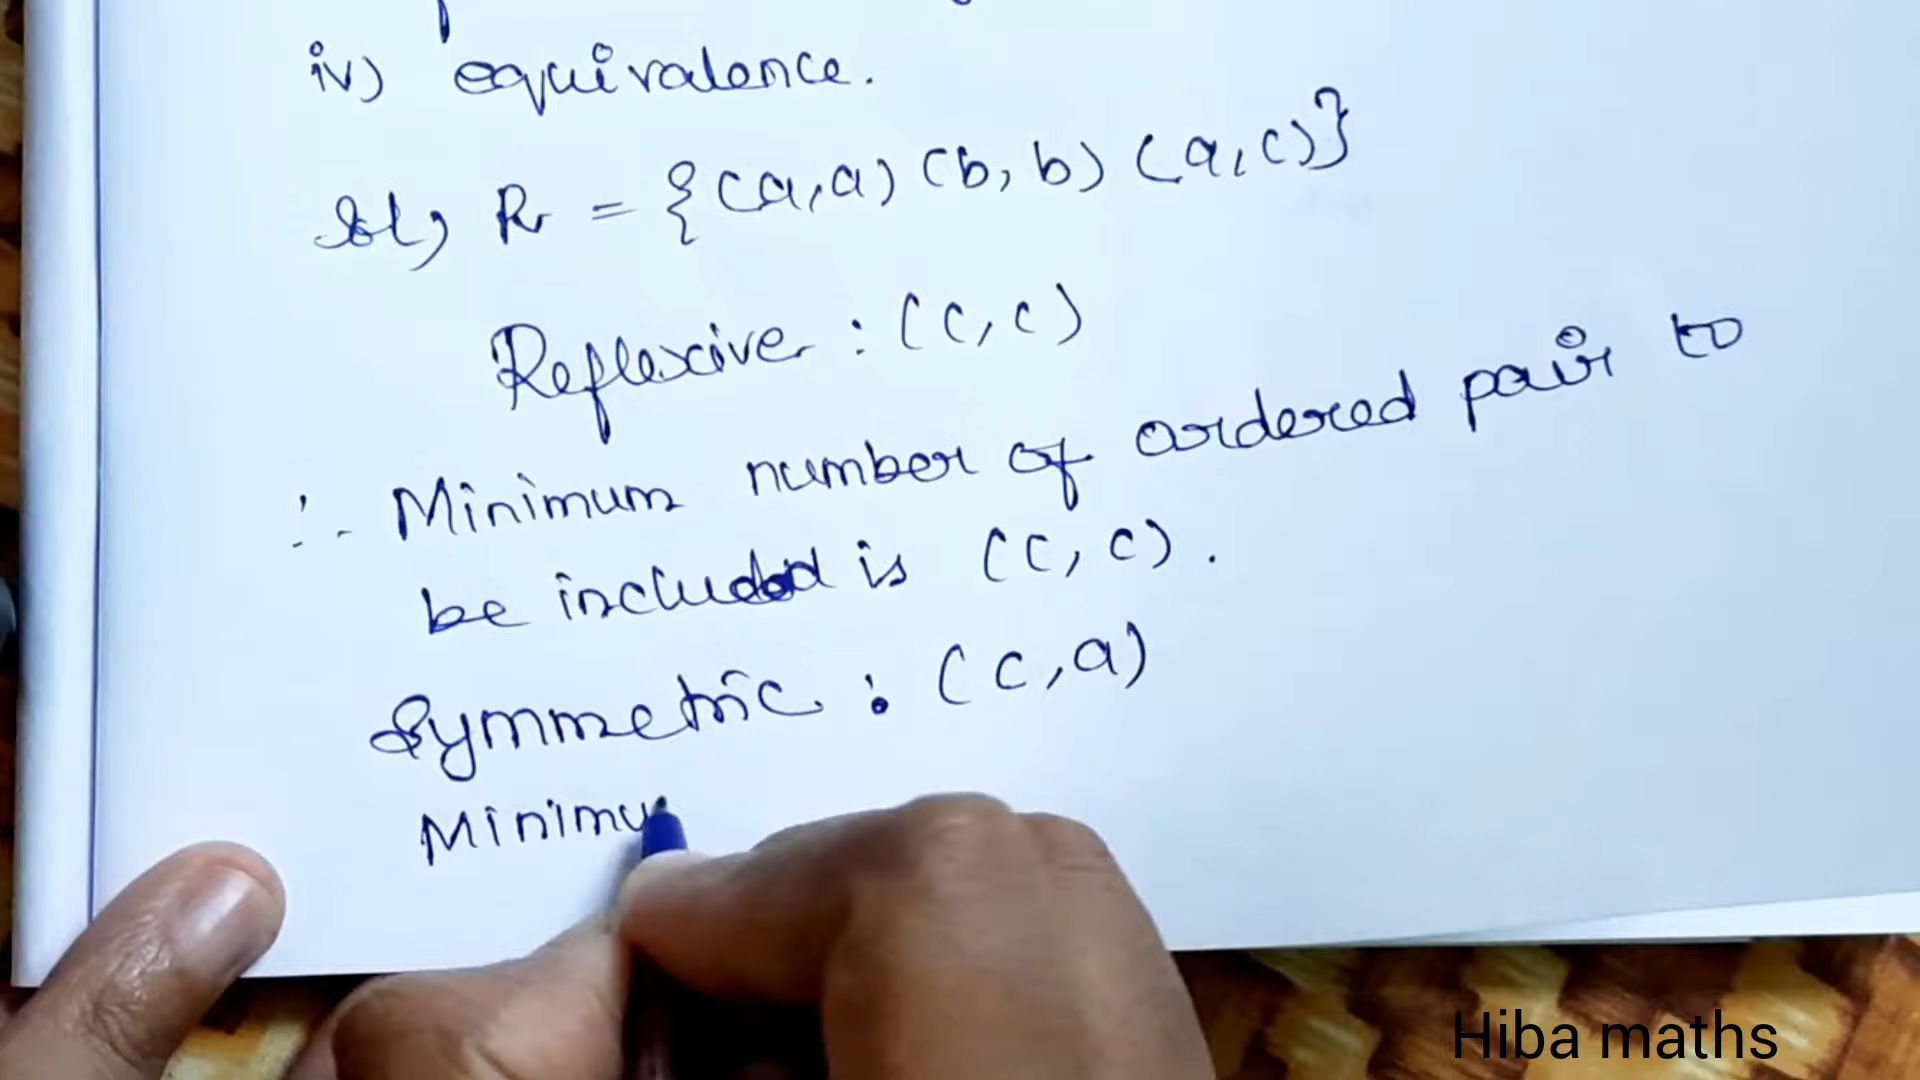 iv) equivalence.
Sol, R = {(a,a) (b,b) (a,c)}
Reflexive : (c,c)
∴ Minimum number of ordered pair to
be included is (c,c).
Symmetric : (c,a)
Minimu
Hiba maths